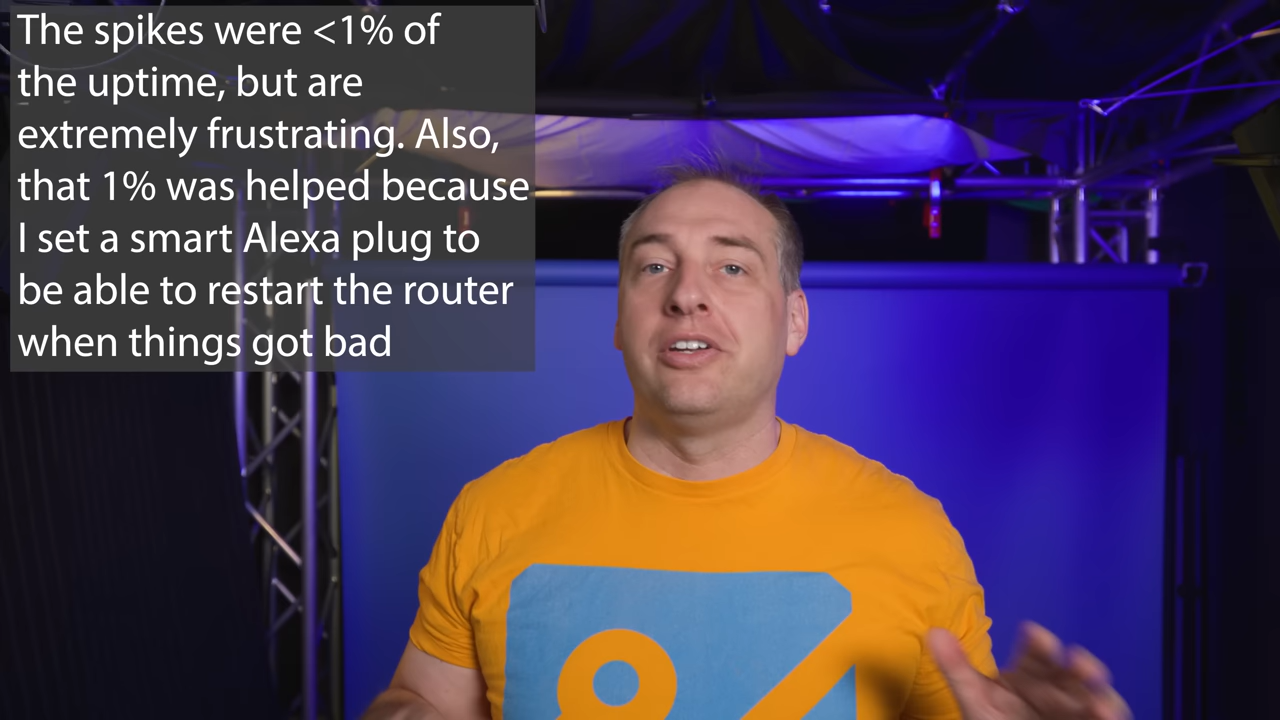 The spikes were <1% of
the uptime, but are
extremely frustrating. Also,
that 1% was helped because
I set a smart Alexa plug to
be able to restart the router
when things got bad